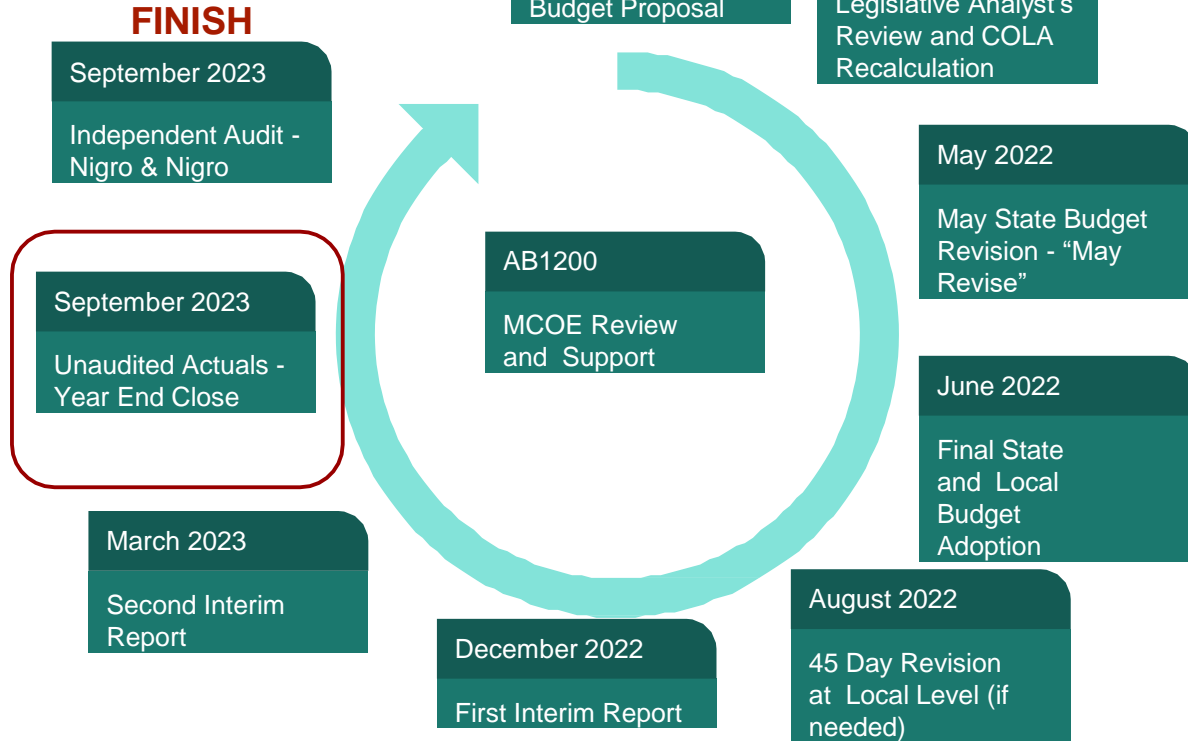 FINISH
Budget Proposal
Legislative Analyst's
Review and COLA
Recalculation
September 2023
Independent Audit -
Nigro & Nigro
May 2022
May State Budget
Revision - “May
Revise”
AB1200
MCOE Review
and Support
September 2023
Unaudited Actuals -
Year End Close
June 2022
Final State
and Local
Budget
Adoption
March 2023
Second Interim
Report
August 2022
45 Day Revision
at Local Level (if
needed)
December 2022
First Interim Report